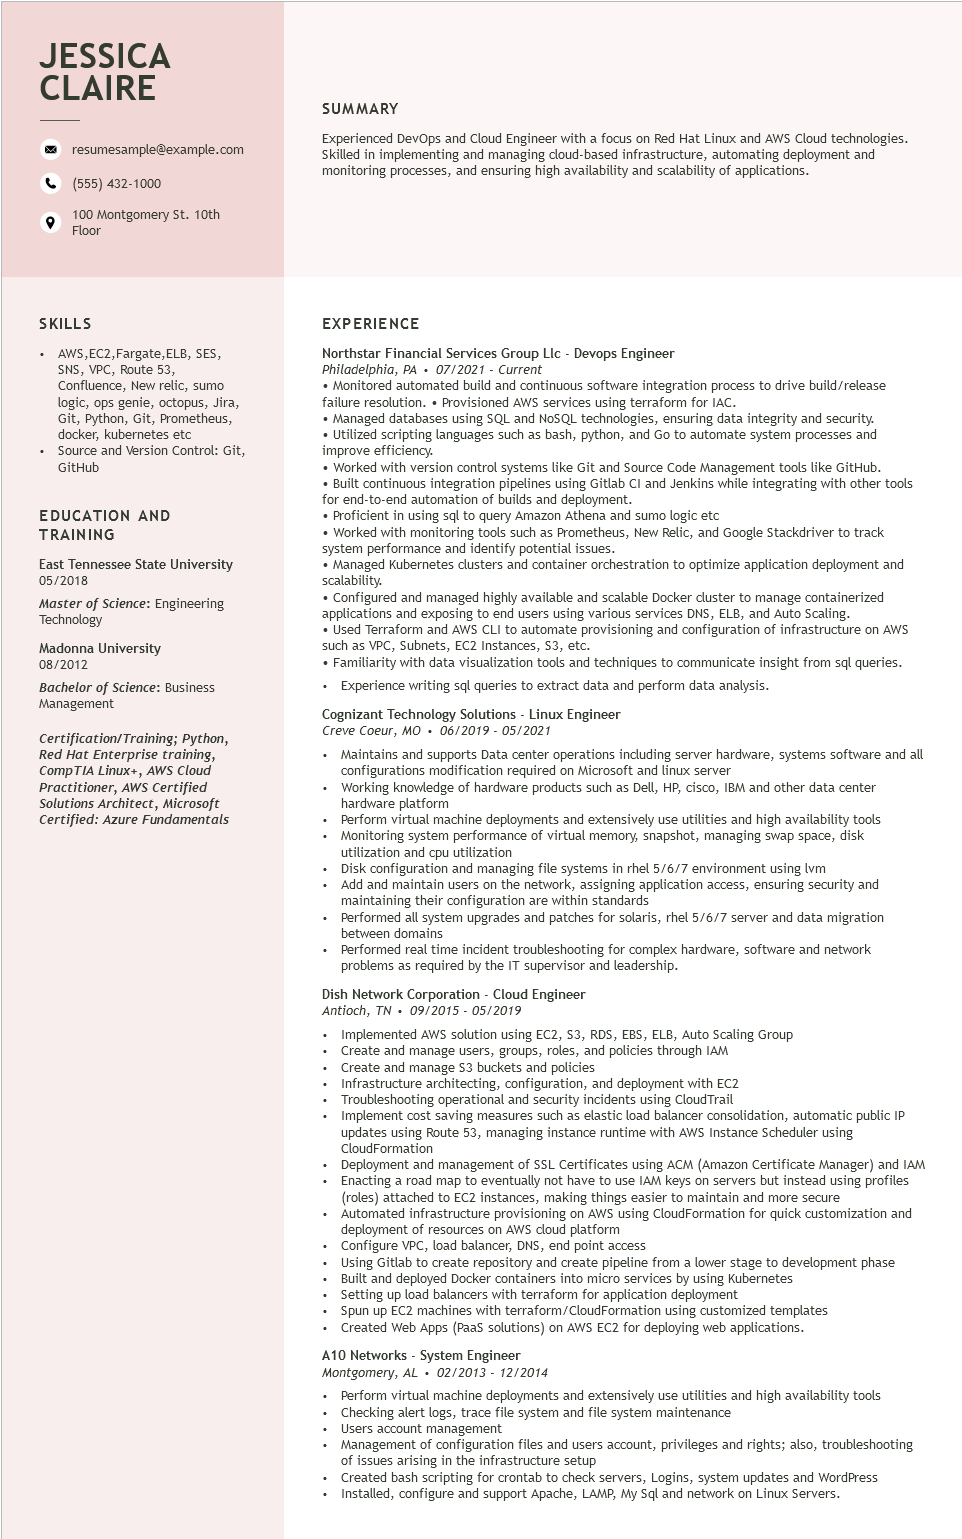 JESSICA
CLAIRE
resumesample@example.com
(555) 432-1000
100 Montgomery St. 10th
Floor
SUMMARY
Experienced DevOps and Cloud Engineer with a focus on Red Hat Linux and AWS Cloud technologies.
Skilled in implementing and managing cloud-based infrastructure, automating deployment and
monitoring processes, and ensuring high availability and scalability of applications.
SKILLS
• AWS,EC2,Fargate,ELB, SES,
SNS, VPC, Route 53,
Confluence, New relic, sumo
logic, ops genie, octopus, Jira,
Git, Python, Git, Prometheus,
docker, kubernetes etc
• Source and Version Control: Git,
GitHub
EDUCATION AND
TRAINING
East Tennessee State University
05/2018
Master of Science: Engineering
Technology
Madonna University
08/2012
Bachelor of Science: Business
Management
Certification/Training; Python,
Red Hat Enterprise training,
CompTIA Linux+, AWS Cloud
Practitioner, AWS Certified
Solutions Architect, Microsoft
Certified: Azure Fundamentals
EXPERIENCE
Northstar Financial Services Group Llc - Devops Engineer
Philadelphia, PA • 07/2021 - Current
• Monitored automated build and continuous software integration process to drive build/release
failure resolution. • Provisioned AWS services using terraform for IAC.
• Managed databases using SQL and NoSQL technologies, ensuring data integrity and security.
• Utilized scripting languages such as bash, python, and Go to automate system processes and
improve efficiency.
• Worked with version control systems like Git and Source Code Management tools like GitHub.
• Built continuous integration pipelines using Gitlab CI and Jenkins while integrating with other tools
for end-to-end automation of builds and deployment.
• Proficient in using sql to query Amazon Athena and sumo logic etc
• Worked with monitoring tools such as Prometheus, New Relic, and Google Stackdriver to track
system performance and identify potential issues.
• Managed Kubernetes clusters and container orchestration to optimize application deployment and
scalability.
• Configured and managed highly available and scalable Docker cluster to manage containerized
applications and exposing to end users using various services DNS, ELB, and Auto Scaling.
• Used Terraform and AWS CLI to automate provisioning and configuration of infrastructure on AWS
such as VPC, Subnets, EC2 Instances, S3, etc.
• Familiarity with data visualization tools and techniques to communicate insight from sql queries.
• Experience writing sql queries to extract data and perform data analysis.
Cognizant Technology Solutions - Linux Engineer
Creve Coeur, MO • 06/2019 - 05/2021
• Maintains and supports Data center operations including server hardware, systems software and all
configurations modification required on Microsoft and linux server
• Working knowledge of hardware products such as Dell, HP, cisco, IBM and other data center
hardware platform
• Perform virtual machine deployments and extensively use utilities and high availability tools
• Monitoring system performance of virtual memory, snapshot, managing swap space, disk
utilization and cpu utilization
• Disk configuration and managing file systems in rhel 5/6/7 environment using lvm
• Add and maintain users on the network, assigning application access, ensuring security and
maintaining their configuration are within standards
• Performed all system upgrades and patches for solaris, rhel 5/6/7 server and data migration
between domains
• Performed real time incident troubleshooting for complex hardware, software and network
problems as required by the IT supervisor and leadership.
Dish Network Corporation - Cloud Engineer
Antioch, TN • 09/2015 - 05/2019
• Implemented AWS solution using EC2, S3, RDS, EBS, ELB, Auto Scaling Group
• Create and manage users, groups, roles, and policies through IAM
• Create and manage S3 buckets and policies
• Infrastructure architecting, configuration, and deployment with EC2
• Troubleshooting operational and security incidents using CloudTrail
• Implement cost saving measures such as elastic load balancer consolidation, automatic public IP
updates using Route 53, managing instance runtime with AWS Instance Scheduler using
CloudFormation
• Deployment and management of SSL Certificates using ACM (Amazon Certificate Manager) and IAM
• Enacting a road map to eventually not have to use IAM keys on servers but instead using profiles
(roles) attached to EC2 instances, making things easier to maintain and more secure
• Automated infrastructure provisioning on AWS using CloudFormation for quick customization and
deployment of resources on AWS cloud platform
• Configure VPC, load balancer, DNS, end point access
• Using Gitlab to create repository and create pipeline from a lower stage to development phase
• Built and deployed Docker containers into micro services by using Kubernetes
• Setting up load balancers with terraform for application deployment
• Spun up EC2 machines with terraform/CloudFormation using customized templates
• Created Web Apps (PaaS solutions) on AWS EC2 for deploying web applications.
A10 Networks - System Engineer
Montgomery, AL • 02/2013 - 12/2014
• Perform virtual machine deployments and extensively use utilities and high availability tools
• Checking alert logs, trace file system and file system maintenance
• Users account management
• Management of configuration files and users account, privileges and rights; also, troubleshooting
of issues arising in the infrastructure setup
• Created bash scripting for crontab to check servers, Logins, system updates and WordPress
• Installed, configure and support Apache, LAMP, My Sql and network on Linux Servers.